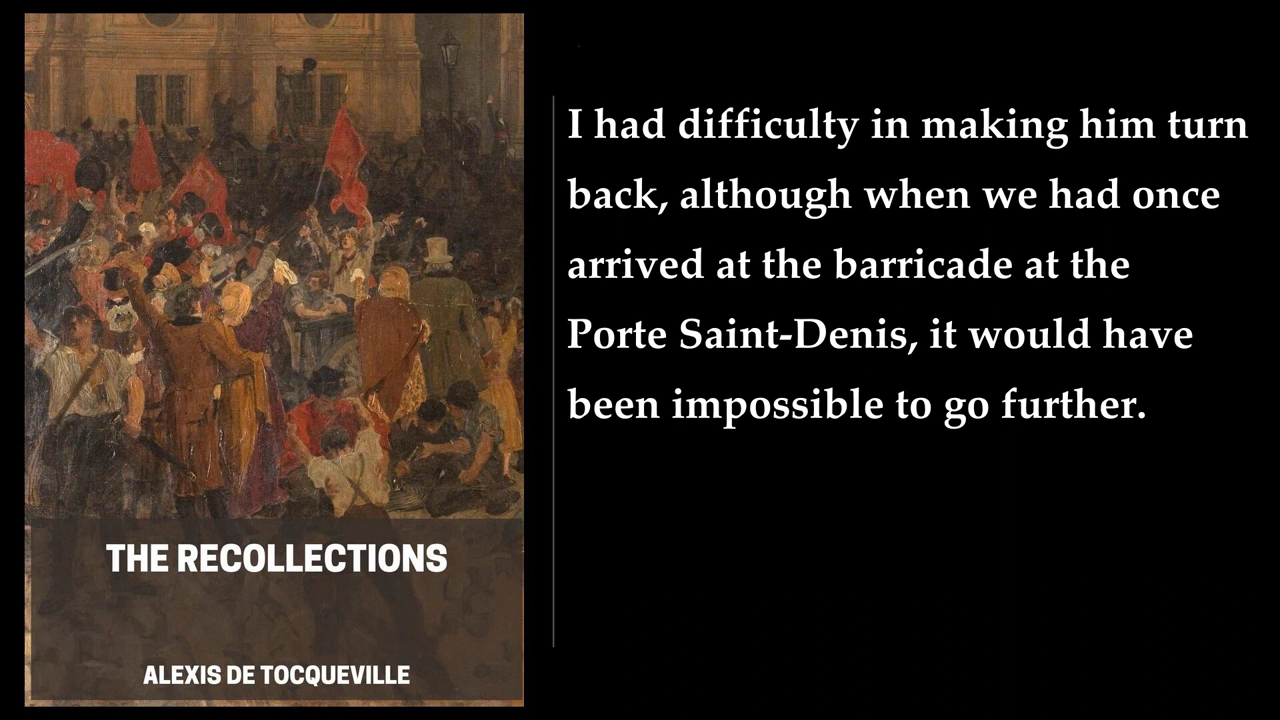 THE RECOLLECTIONS
ALEXIS DE TOCQUEVILLE
I had difficulty in making him turn
back, although when we had once
arrived at the barricade at the
Porte Saint-Denis, it would have
been impossible to go further.